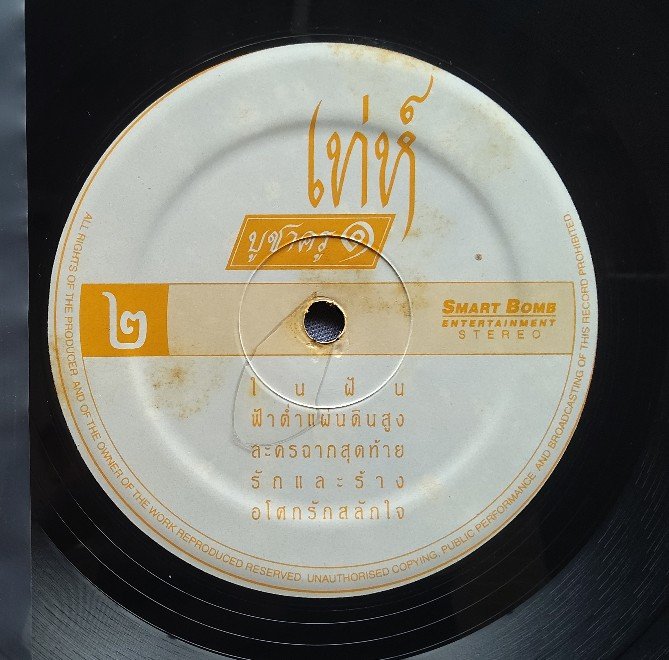 เท่ห์
บูชาครู ๑
๒
SMART BOMB
ENTERTAINMENT
STEREO
ในฝัน
ฟ้าต่ำแผ่นดินสูง
ละครฉากสุดท้าย
รักและร้าง
อโศกรักสลักใจ
ALL RIGHTS OF THE PRODUCER AND OF THE OWNER OF THE WORK REPRODUCED RESERVED. UNAUTHORISED COPYING, PUBLIC PERFORMANCE AND BROADCASTING OF THIS RECORD PROHIBITED.